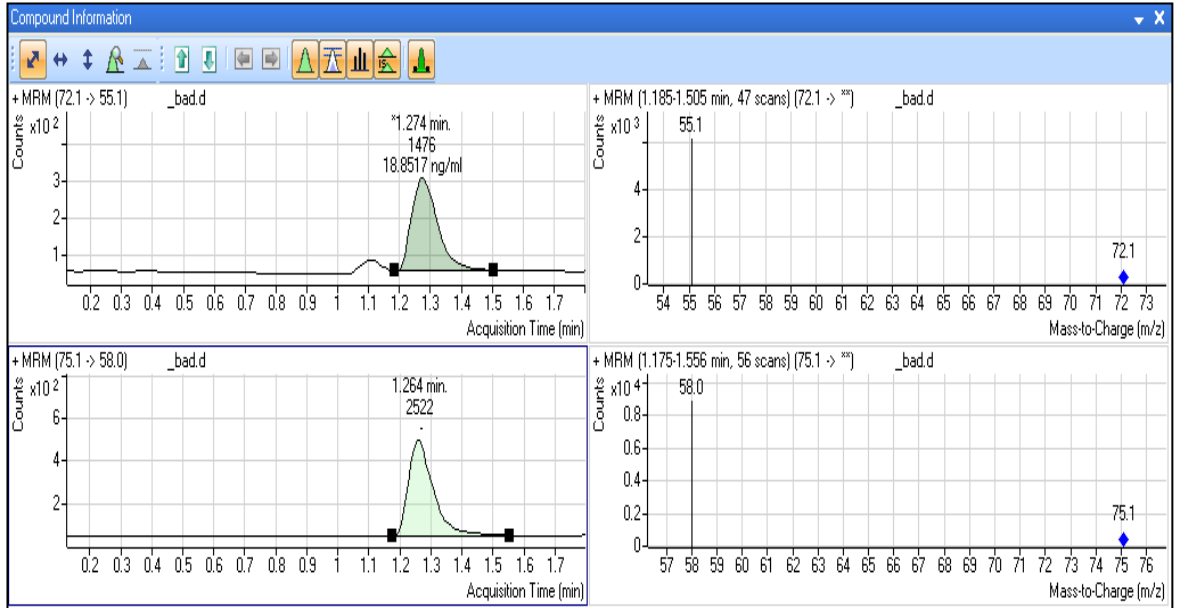 Compound Information
IS
+ MRM (72.1 -> 55.1) _bad.d
Counts
x10 2
*1.274 min.
1476
18.8517 ng/ml
3
2
1
0.2 0.3 0.4 0.5 0.6 0.7 0.8 0.9 1 1.1 1.2 1.3 1.4 1.5 1.6 1.7
Acquisition Time (min)
+ MRM (1.185-1.505 min, 47 scans) (72.1 -> **) _bad.d
Counts
x10 3
55.1
4
2
0
72.1
54 55 56 57 58 59 60 61 62 63 64 65 66 67 68 69 70 71 72 73
Mass-to-Charge (m/z)
+ MRM (75.1 -> 58.0) _bad.d
Counts
x10 2
1.264 min.
2522
-
6
4
2
0.2 0.3 0.4 0.5 0.6 0.7 0.8 0.9 1 1.1 1.2 1.3 1.4 1.5 1.6 1.7
Acquisition Time (min)
+ MRM (1.175-1.556 min, 56 scans) (75.1 -> **) _bad.d
Counts
x10 4
58.0
0.8
0.6
0.4
0.2
0
75.1
57 58 59 60 61 62 63 64 65 66 67 68 69 70 71 72 73 74 75 76
Mass-to-Charge (m/z)